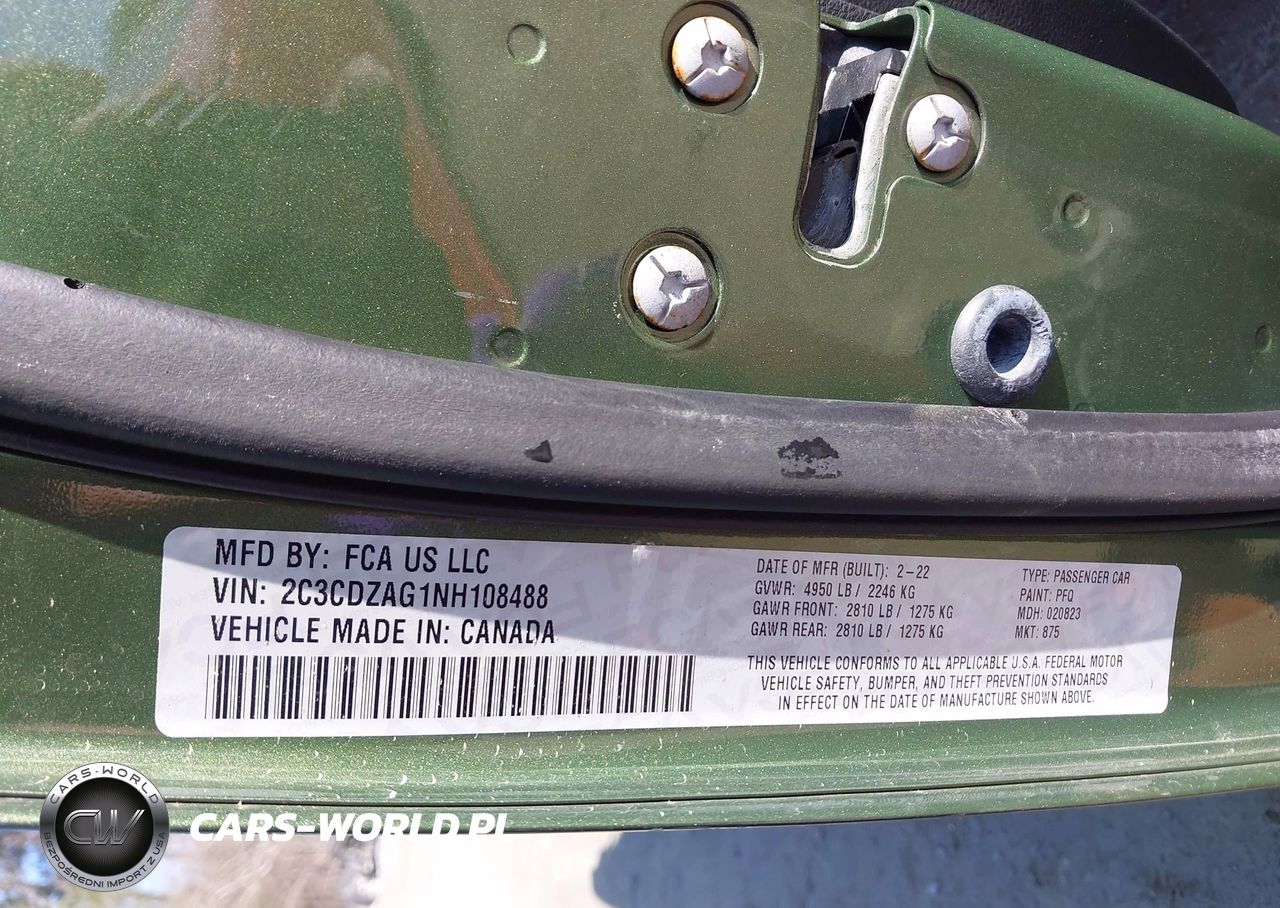 MFD BY: FCA US LLC
VIN: 2C3CDZAG1NH108488
VEHICLE MADE IN: CANADA
DATE OF MFR (BUILT): 2-22
GVWR: 4950 LB / 2246 KG
GAWR FRONT: 2810 LB / 1275 KG
GAWR REAR: 2810 LB / 1275 KG
TYPE: PASSENGER CAR
PAINT: PFQ
MDH: 020823
MKT: 875
THIS VEHICLE CONFORMS TO ALL APPLICABLE U.S.A. FEDERAL MOTOR
VEHICLE SAFETY, BUMPER, AND THEFT PREVENTION STANDARDS
IN EFFECT ON THE DATE OF MANUFACTURE SHOWN ABOVE.
CARS-WORLD
CW
BEZPOŚREDNI IMPORT Z USA
CARS-WORLD.PL